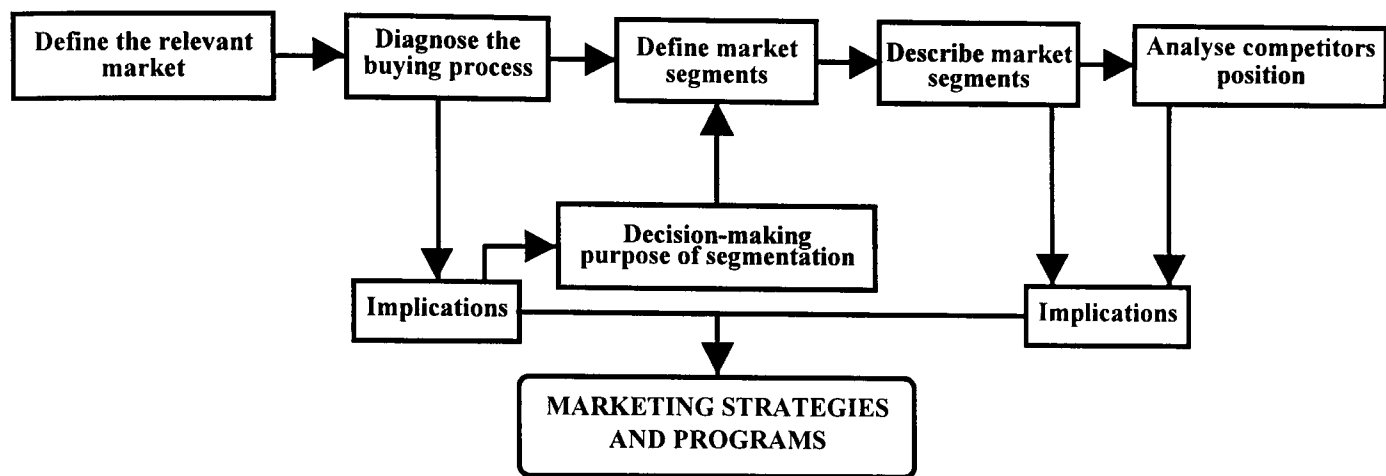 Define the relevant
market
Diagnose the
buying process
Define market
segments
Describe market
segments
Analyse competitors
position
Decision-making
purpose of segmentation
Implications
Implications
MARKETING STRATEGIES
AND PROGRAMS